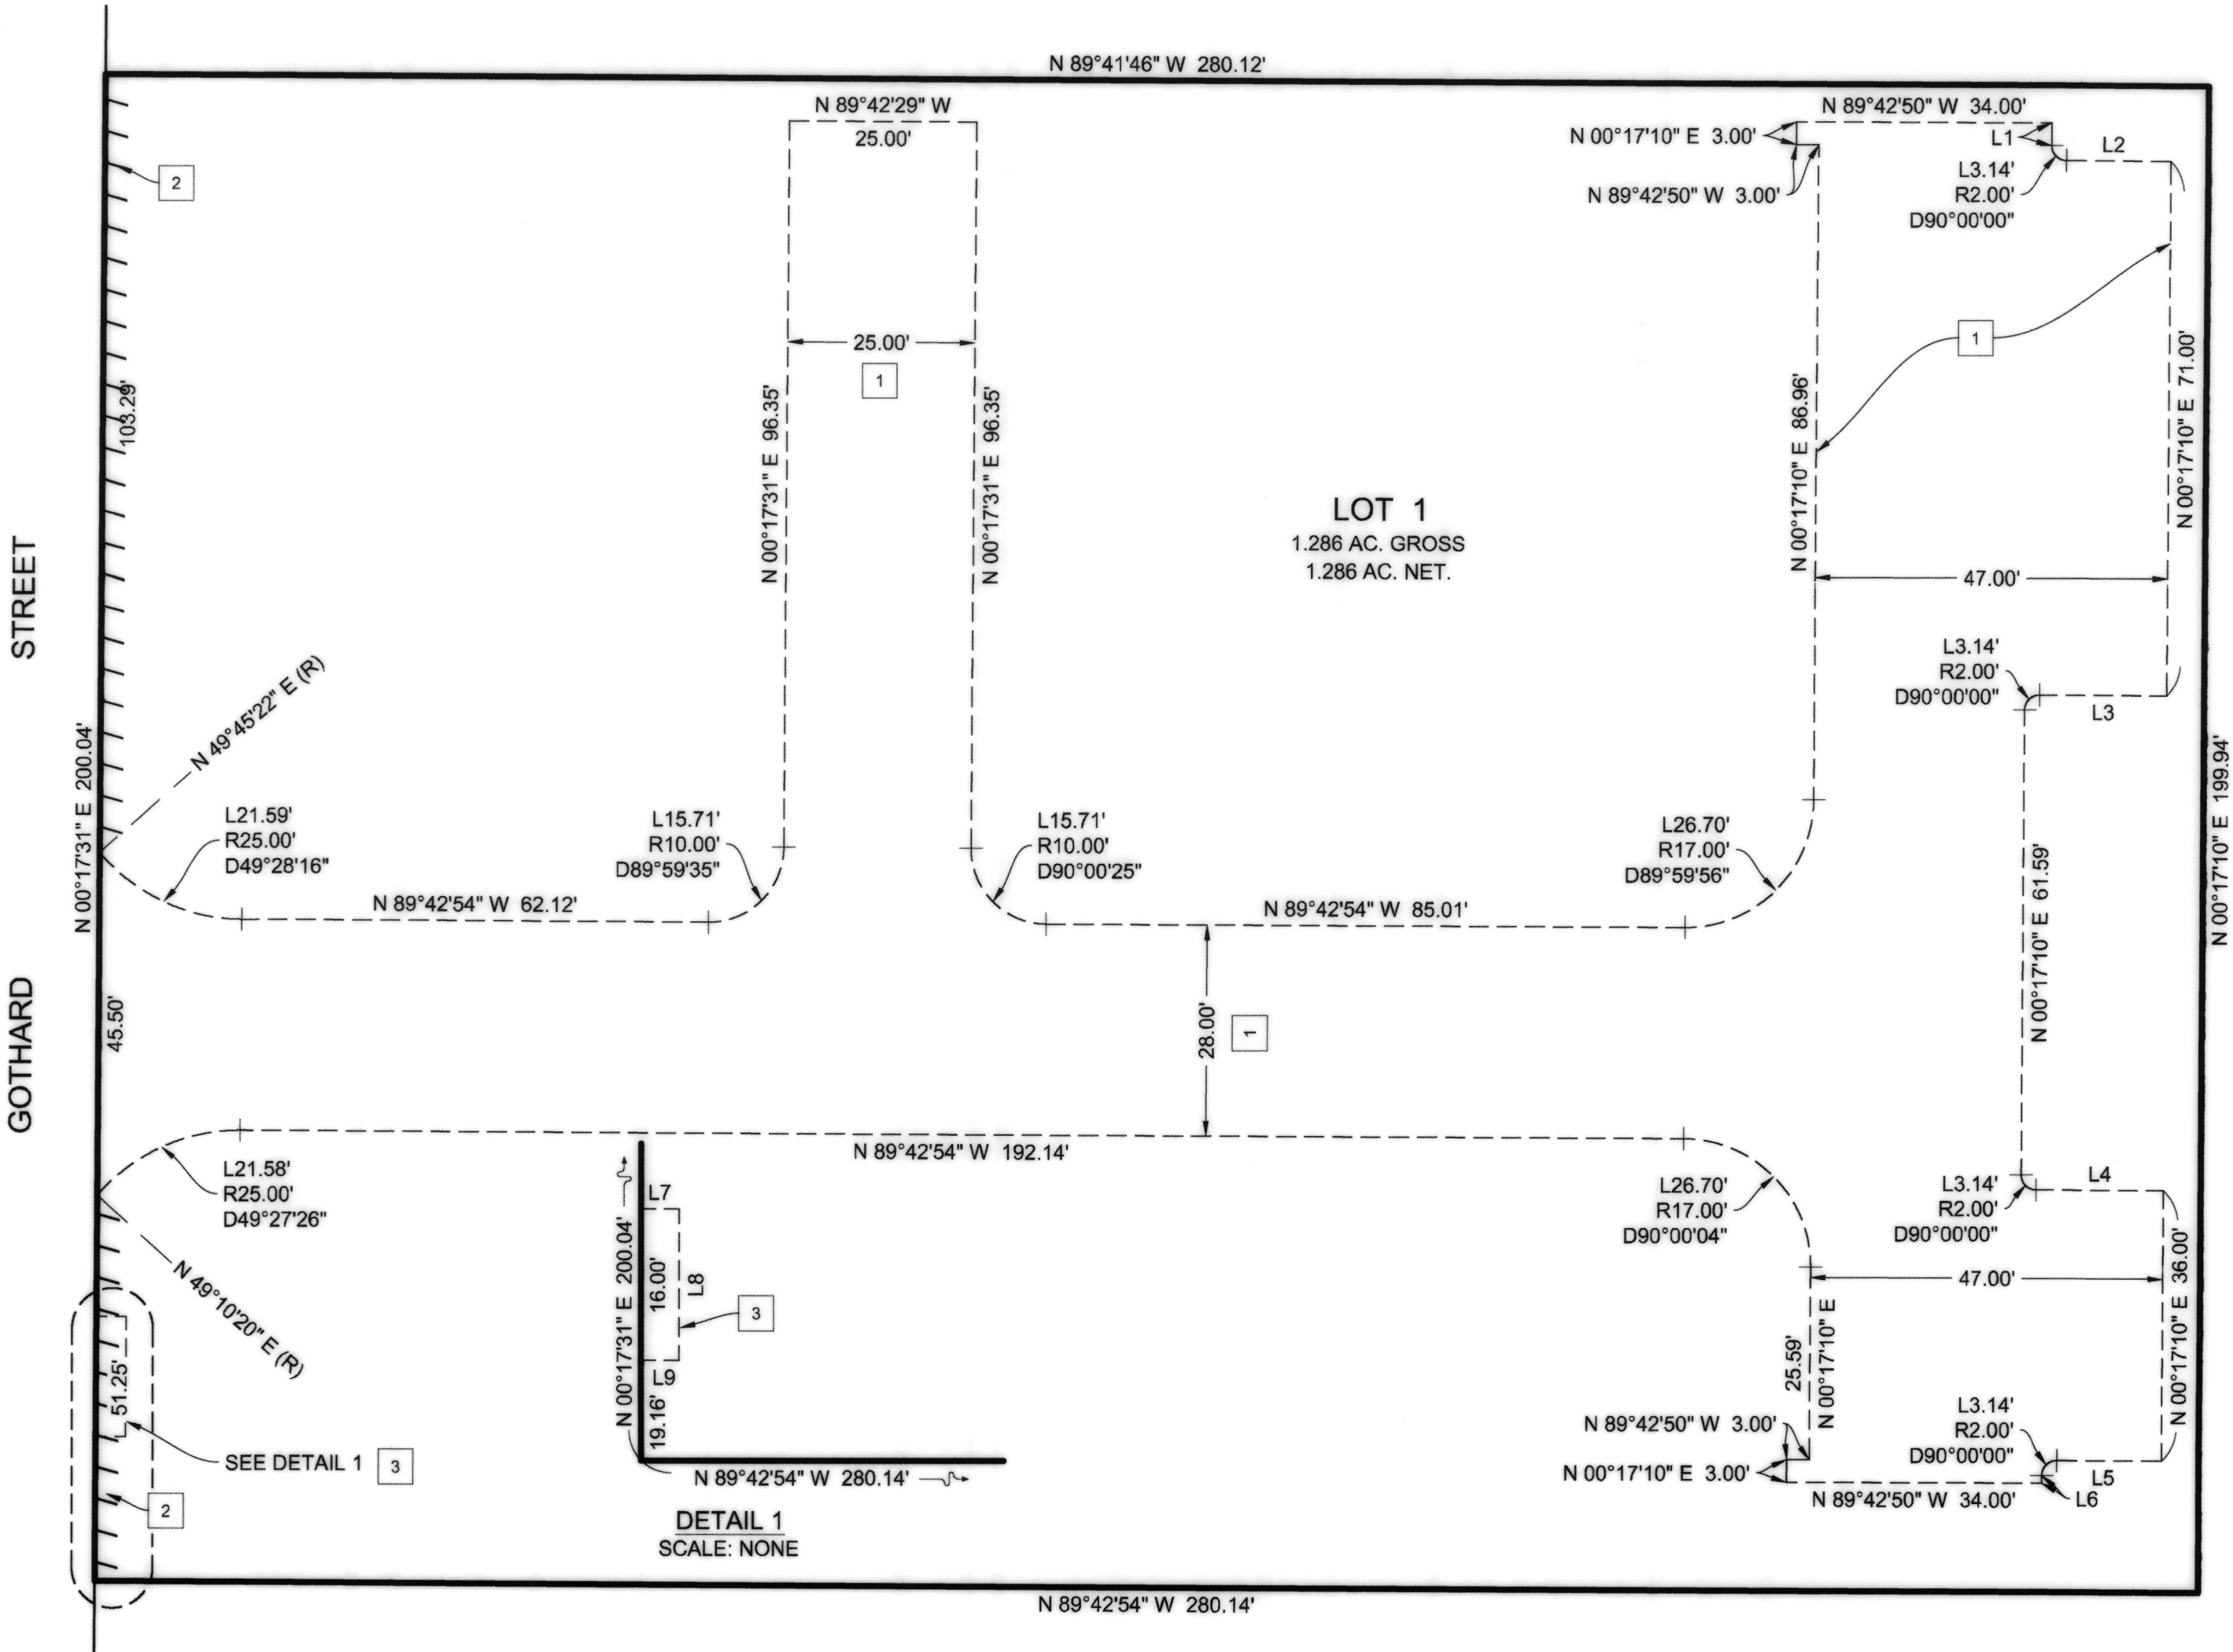 N 89°41'46" W 280.12'
N 89°42'29" W
25.00'
N 89°42'50" W 34.00'
N 00°17'10" E 3.00'
L1
L2
N 89°42'50" W 3.00'
L3.14'
R2.00'
D90°00'00"
2
103.29'
25.00'
1
N 00°17'31" E 96.35'
N 00°17'31" E 96.35'
LOT 1
1.286 AC. GROSS
1.286 AC. NET.
N 00°17'10" E 86.96'
1
N 00°17'10" E 71.00'
47.00'
STREET
GOTHARD
N 49°45'22" E (R)
N 00°17'31" E 200.04'
L21.59'
R25.00'
D49°28'16"
N 89°42'54" W 62.12'
L15.71'
R10.00'
D89°59'35"
L15.71'
R10.00'
D90°00'25"
N 89°42'54" W 85.01'
L26.70'
R17.00'
D89°59'56"
L3.14'
R2.00'
D90°00'00"
L3
N 00°17'10" E 61.59'
N 00°17'10" E 199.94'
45.50'
28.00'
1
N 89°42'54" W 192.14'
L21.58'
R25.00'
D49°27'26"
N 49°10'20" E (R)
L26.70'
R17.00'
D90°00'04"
L3.14'
R2.00'
D90°00'00"
L4
47.00'
N 00°17'10" E 36.00'
25.59'
N 00°17'10" E
51.25'
SEE DETAIL 1
3
2
N 00°17'31" E 200.04'
L7
16.00'
L8
3
L9
19.16'
N 89°42'54" W 280.14'
DETAIL 1
SCALE: NONE
N 89°42'50" W 3.00'
N 00°17'10" E 3.00'
L3.14'
R2.00'
D90°00'00"
L5
L6
N 89°42'50" W 34.00'
N 89°42'54" W 280.14'